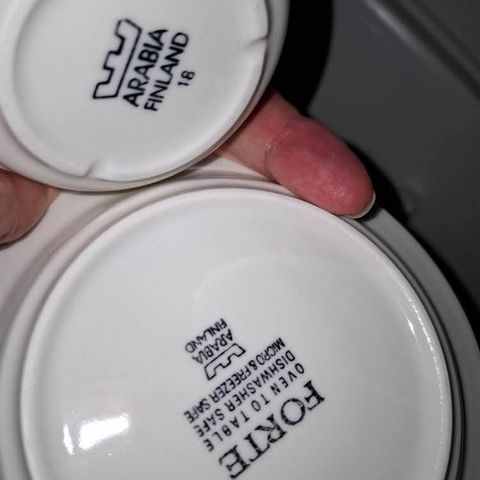 ARABIA
FINLAND
18
FORTE
OVEN TO TABLE
DISHWASHER SAFE
MICRO & FREEZER SAFE
ARABIA
FINLAND